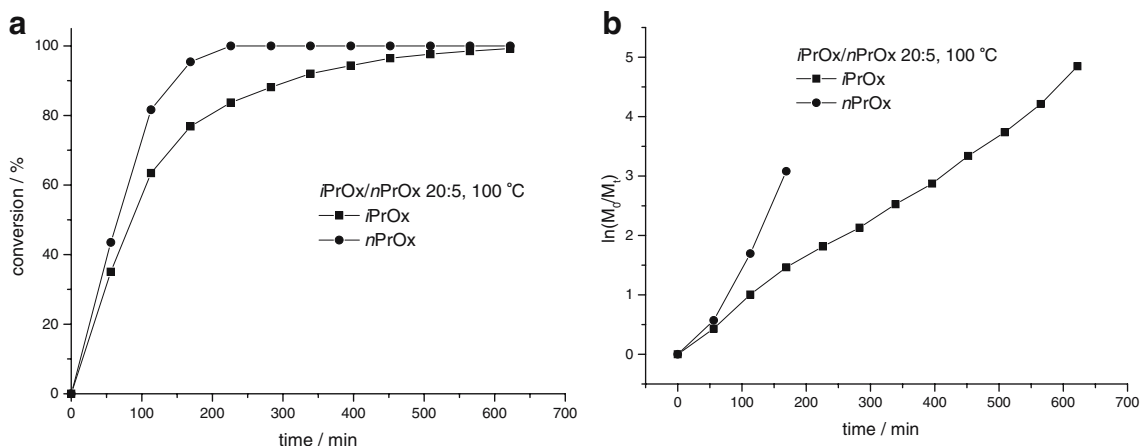 a
100
80
60
40
20
0
conversion / %
iPrOx/nPrOx 20:5, 100 °C
iPrOx
nPrOx
0 100 200 300 400 500 600 700
time / min
b
5
4
3
2
1
0
ln(M₀/Mₜ)
iPrOx/nPrOx 20:5, 100 °C
iPrOx
nPrOx
0 100 200 300 400 500 600 700
time / min